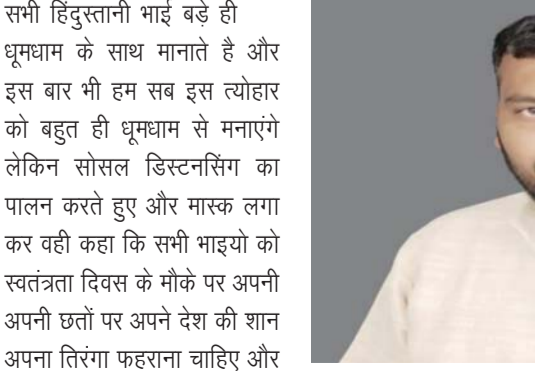 सभी हिंदुस्तानी भाई बड़े ही
धूमधाम के साथ मानाते है और
इस बार भी हम सब इस त्योहार
को बहुत ही धूमधाम से मनाएंगे
लेकिन सोसल डिस्टनसिंग का
पालन करते हुए और मास्क लगा
कर वही कहा कि सभी भाइयो को
स्वतंत्रता दिवस के मौके पर अपनी
अपनी छतों पर अपने देश की शान
अपना तिरंगा फहराना चाहिए और